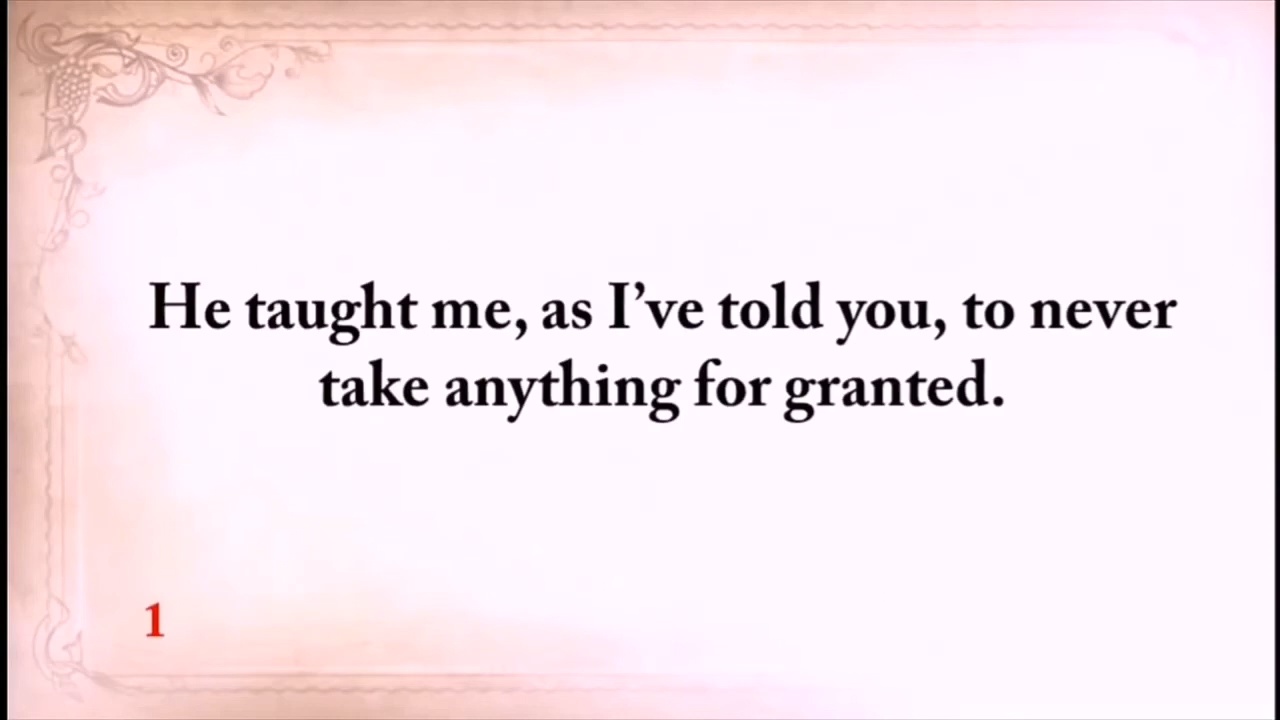 He taught me, as I’ve told you, to never
take anything for granted.
1